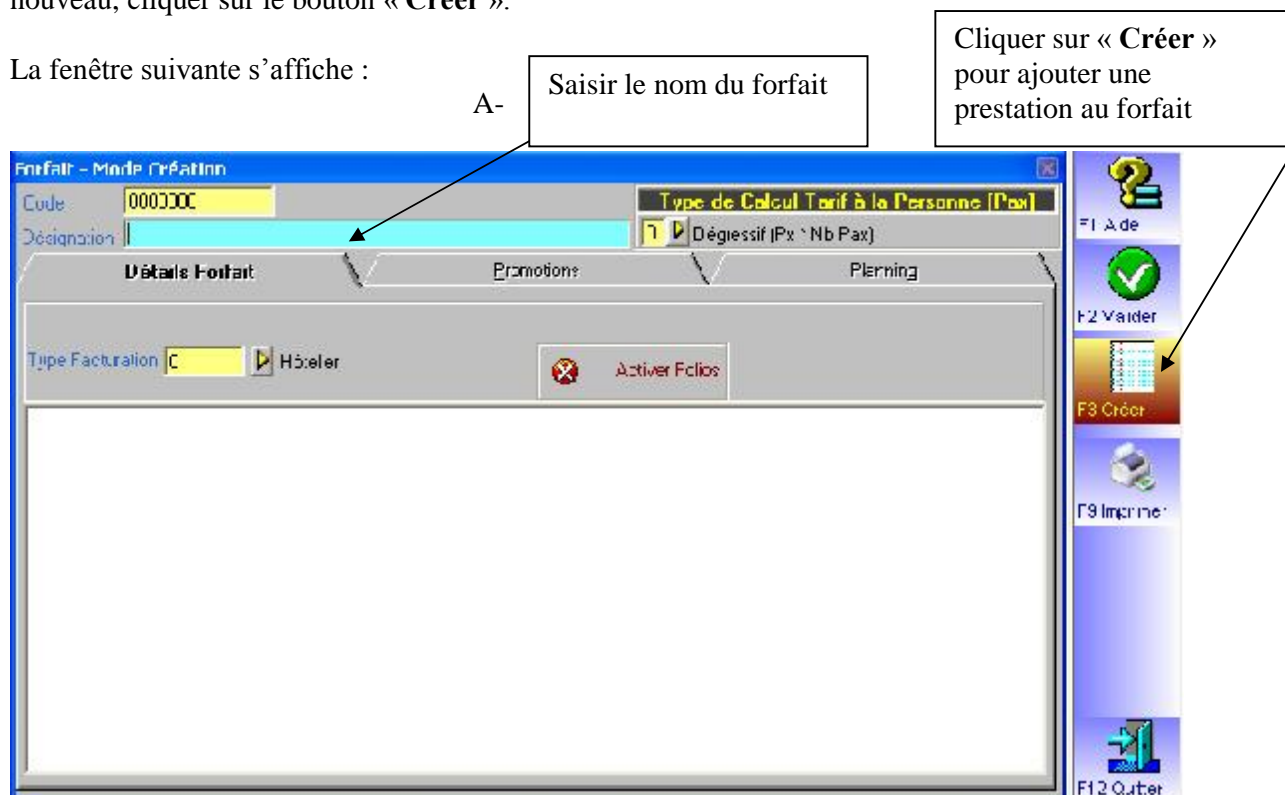 nouveau, cliquer sur le bouton « Créer ».
Cliquer sur « Créer »
pour ajouter une
prestation au forfait
La fenêtre suivante s’affiche :
A-
Saisir le nom du forfait
Forfait - Mode Création
Code
Type de Calcul Tarif à la Personne (Pax)
Désignation
Dégressif (Px * Nb Pax)
Détails Forfait
Promotions
Planning
Type Facturation
Hôtelier
Activer Folios
F1 Aide
F2 Valider
F3 Créer
F9 Imprimer
F12 Quitter